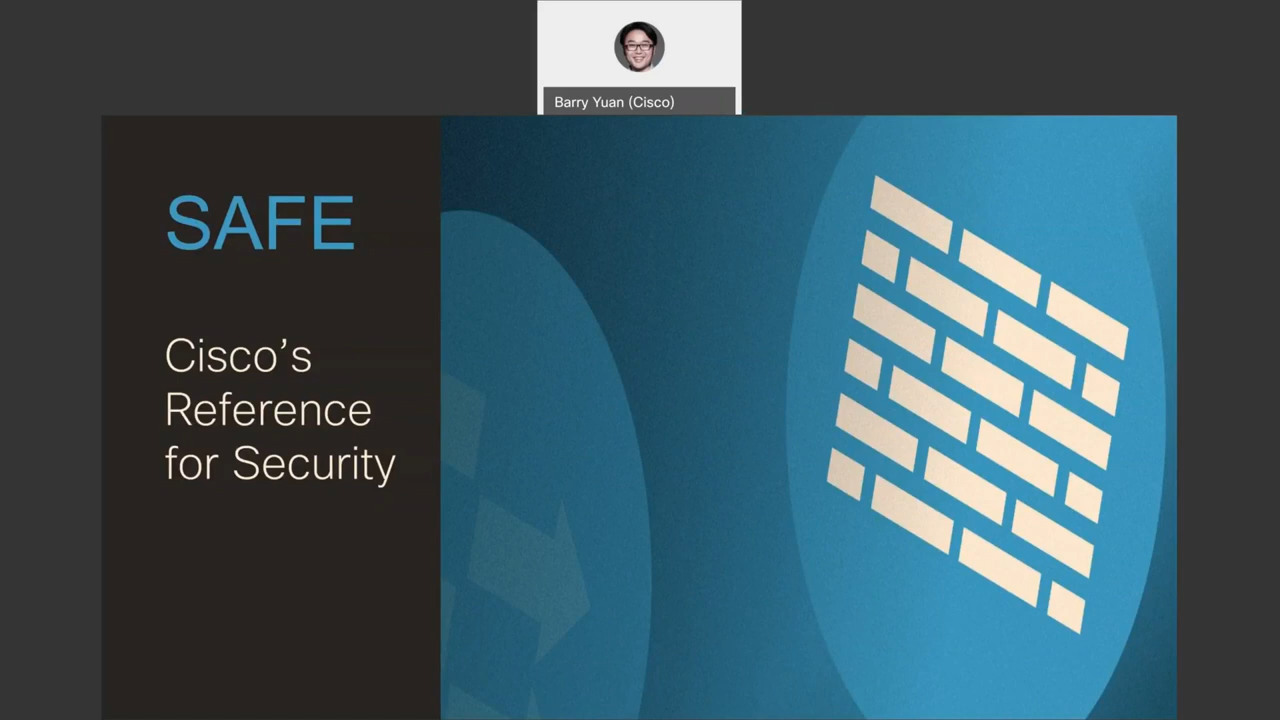 Barry Yuan (Cisco)
SAFE
Cisco’s
Reference
for Security